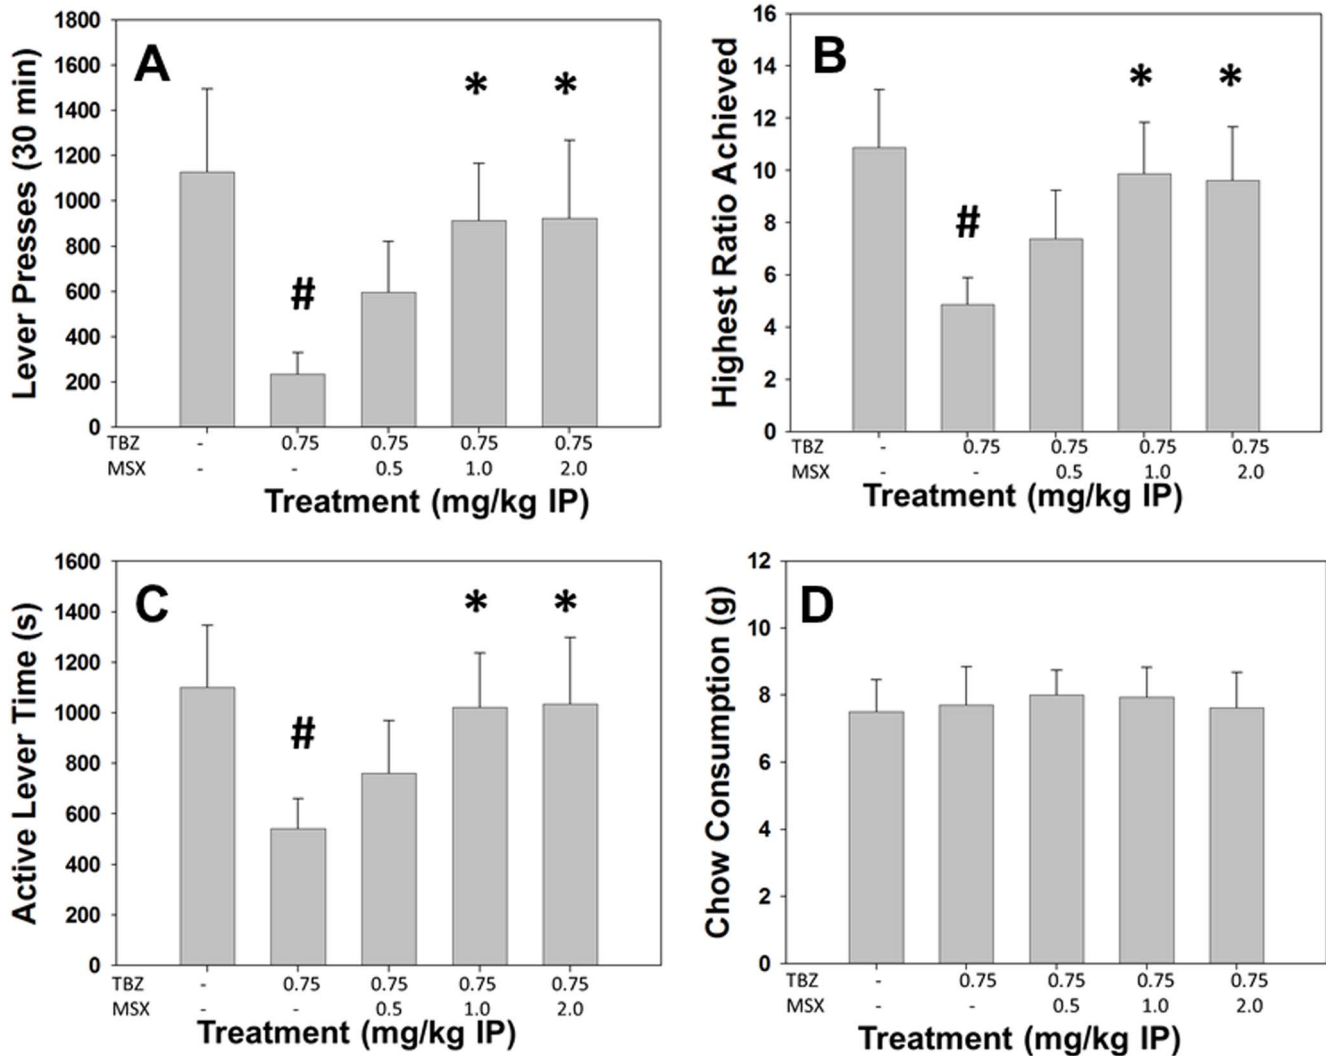 A
Lever Presses (30 min)
1800
1600
1400
1200
1000
800
600
400
200
0
* *
#
TBZ - 0.75 0.75 0.75 0.75
MSX - - 0.5 1.0 2.0
Treatment (mg/kg IP)
B
Highest Ratio Achieved
16
14
12
10
8
6
4
2
0
* *
#
TBZ - 0.75 0.75 0.75 0.75
MSX - - 0.5 1.0 2.0
Treatment (mg/kg IP)
C
Active Lever Time (s)
1600
1400
1200
1000
800
600
400
200
0
* *
#
TBZ - 0.75 0.75 0.75 0.75
MSX - - 0.5 1.0 2.0
Treatment (mg/kg IP)
D
Chow Consumption (g)
12
10
8
6
4
2
0
TBZ - 0.75 0.75 0.75 0.75
MSX - - 0.5 1.0 2.0
Treatment (mg/kg IP)